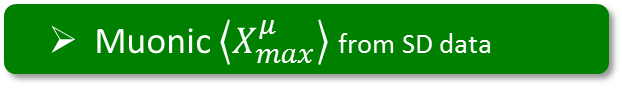 ➢ Muonic ⟨X^μ_max⟩ from SD data